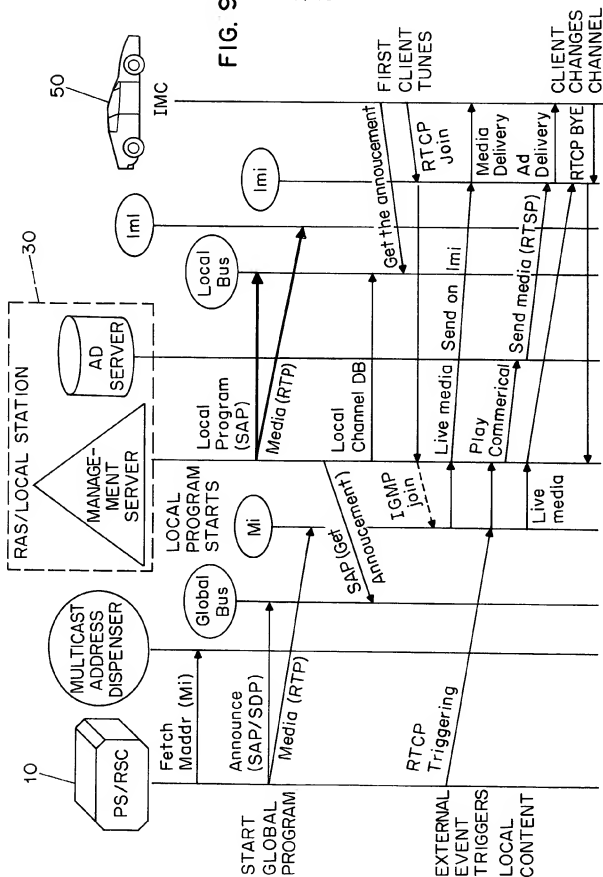 FIG. 9
10
PS/RSC
MULTICAST
ADDRESS
DISPENSER
RAS/LOCAL STATION
30
MANAGE-
MENT
SERVER
AD
SERVER
50
IMC
START
GLOBAL
PROGRAM
Fetch
Maddr (Mi)
Announce
(SAP/SDP)
Media (RTP)
Global
Bus
Mi
LOCAL
PROGRAM
STARTS
Local
Program
(SAP)
Media (RTP)
Local
Bus
Iml
Imi
SAP (Get
Annoucement)
Local
Channel DB
Get the annoucement
FIRST
CLIENT
TUNES
RTCP
Join
IGMP
join
EXTERNAL
EVENT
TRIGGERS
LOCAL
CONTENT
RTCP
Triggering
Live media
Send on Imi
Media
Delivery
Play
Commerical
Send media (RTSP)
Ad
Delivery
Live
media
RTCP BYE
CLIENT
CHANGES
CHANNEL